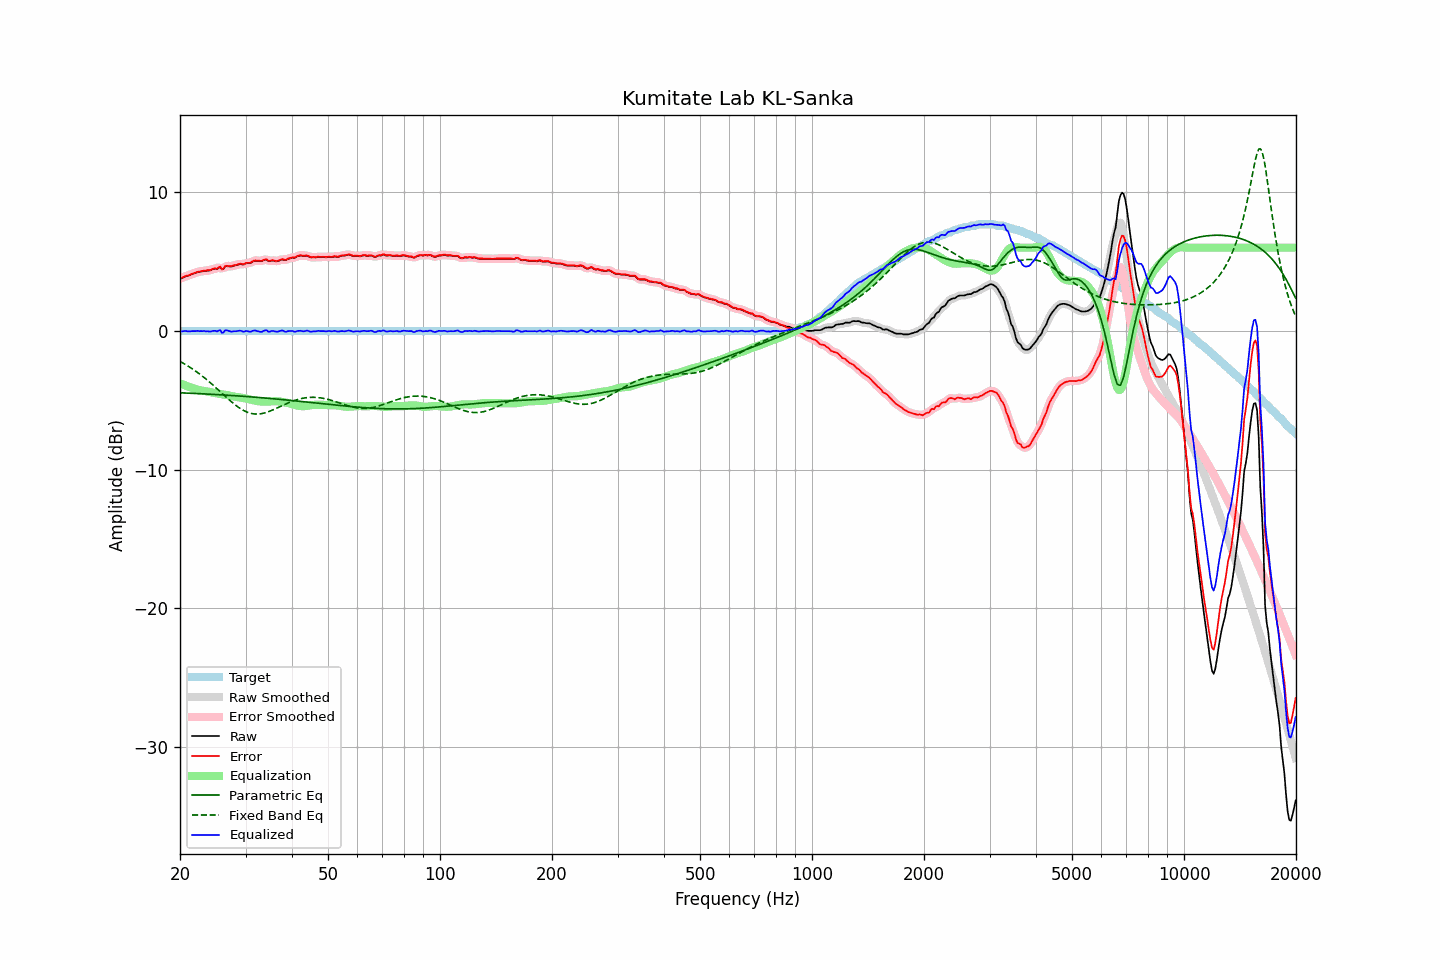 Kumitate Lab KL-Sanka
Amplitude (dBr)
10
0
−10
−20
−30
Target
Raw Smoothed
Error Smoothed
Raw
Error
Equalization
Parametric Eq
Fixed Band Eq
Equalized
20 50 100 200 500 1000 2000 5000 10000 20000
Frequency (Hz)